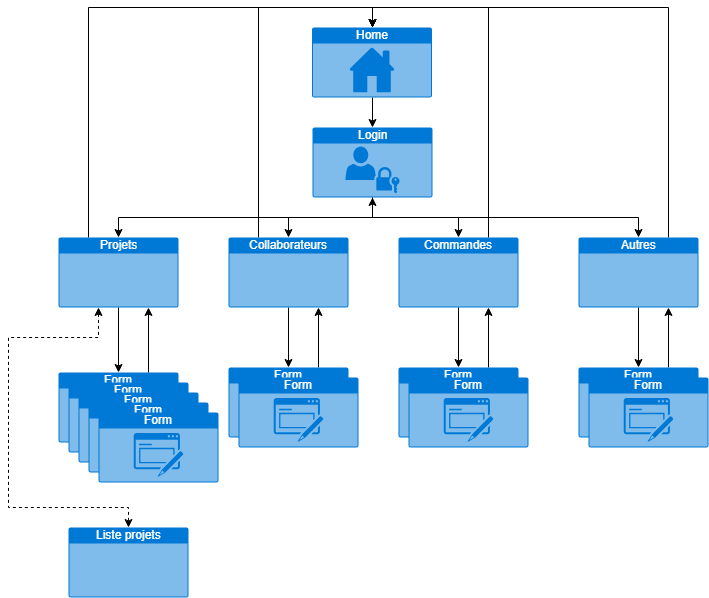 Home
Login
Projets
Collaborateurs
Commandes
Autres
Form
Form
Form
Form
Form
Form
Form
Form
Form
Form
Form
Liste projets